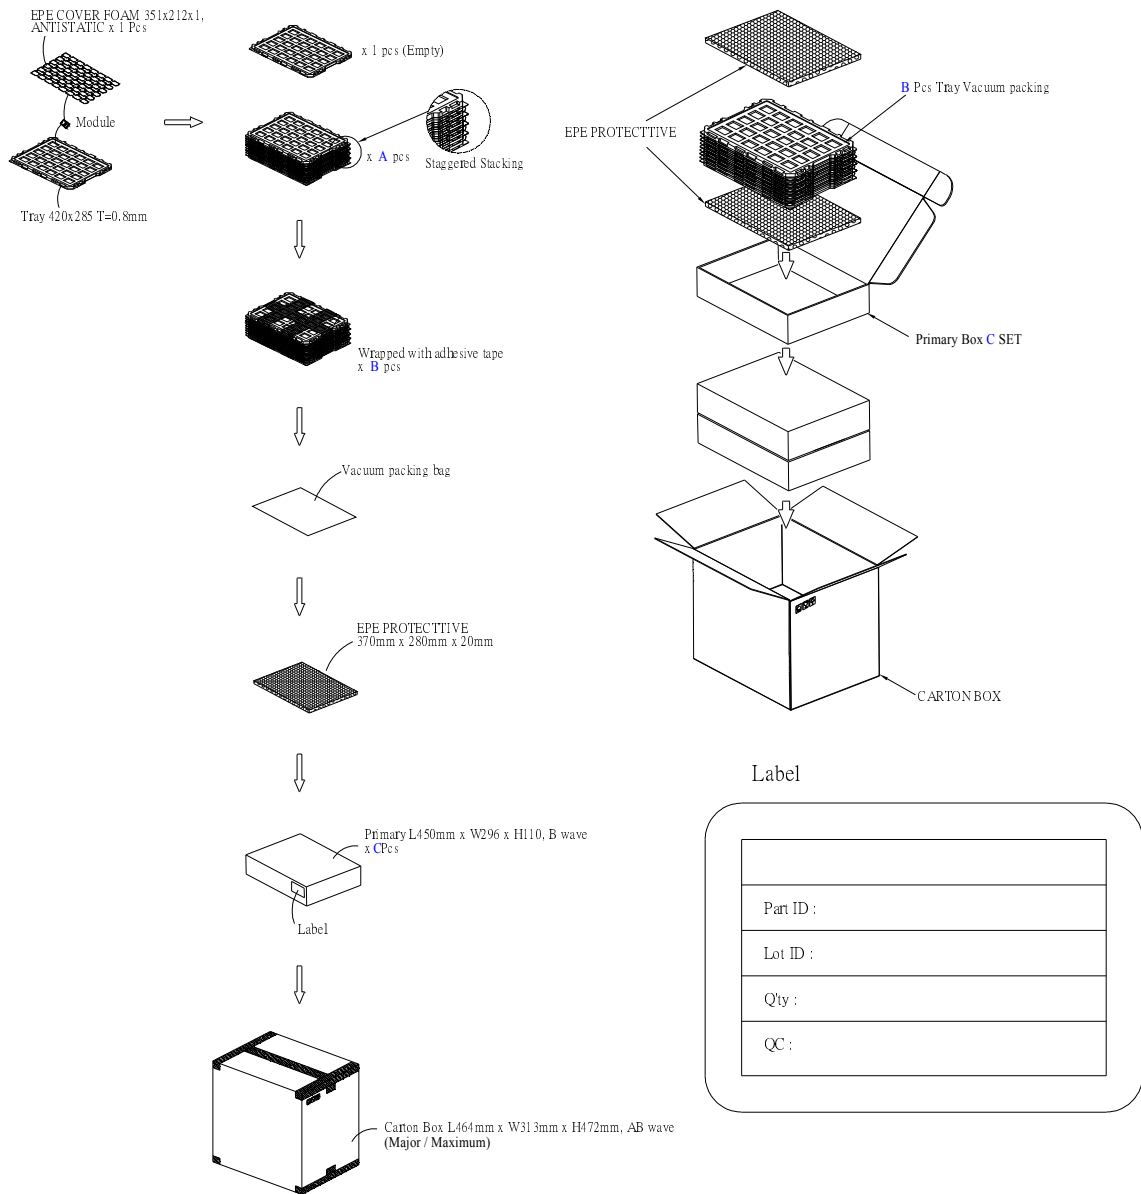 EPE COVER FOAM 351x212x1,
ANTISTATIC x 1 Pcs
Module
Tray 420x285 T=0.8mm
x 1 pcs (Empty)
x A pcs
Staggered Stacking
Wrapped with adhesive tape
x B pcs
Vacuum packing bag
EPE PROTECTTIVE
370mm x 280mm x 20mm
Primary L450mm x W296 x H110, B wave
x CPcs
Label
Carton Box L464mm x W313mm x H472mm, AB wave
(Major / Maximum)
B Pcs Tray Vacuum packing
EPE PROTECTTIVE
Primary Box C SET
CARTON BOX
Label
Part ID :
Lot ID :
Q'ty :
QC :